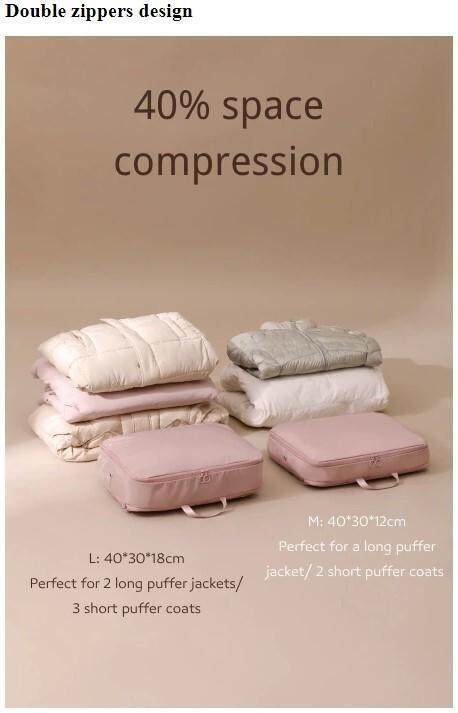 Double zippers design
40% space
compression
M: 40*30*12cm
Perfect for a long puffer
jacket/ 2 short puffer coats
L: 40*30*18cm
Perfect for 2 long puffer jackets/
3 short puffer coats